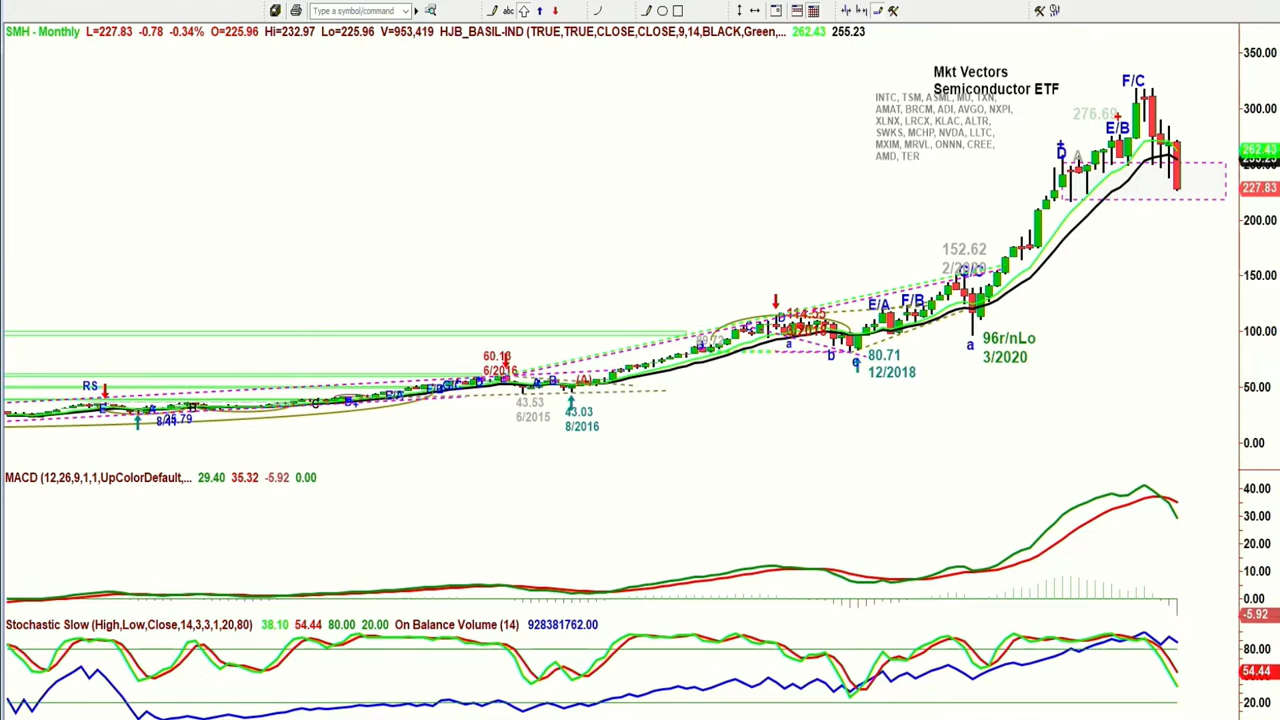 Type a symbol/command
abc
SMH - Monthly L=227.83 -0.78 -0.34% O=225.96 Hi=232.97 Lo=225.96 V=953,419 HJB_BASIL-IND (TRUE,TRUE,CLOSE,CLOSE,9,14,BLACK,Green,... 262.43 255.23
350.00
Mkt Vectors
Semiconductor ETF
INTC, TSM, ASML, MU, TXN,
AMAT, BRCM, ADI, AVGO, NXPI,
XLNX, LRCX, KLAC, ALTR,
SWKS, MCHP, NVDA, LLTC,
MXIM, MRVL, ONNN, CREE,
AMD, TER
F/C
300.00
276.69
E/B
D
A
262.43
227.83
200.00
152.62
2/2020
150.00
E/A
F/B
114.55
100.00
96r/nLo
3/2020
a
a
b
80.71
12/2018
60.13
6/2016
RS
50.00
43.53
6/2015
43.03
8/2016
(A)
25.79
0.00
MACD (12,26,9,1,1,UpColorDefault,... 29.40 35.32 -5.92 0.00
40.00
30.00
20.00
10.00
0.00
-5.92
Stochastic Slow (High,Low,Close,14,3,3,1,20,80) 38.10 54.44 80.00 20.00 On Balance Volume (14) 928381762.00
80.00
54.44
20.00